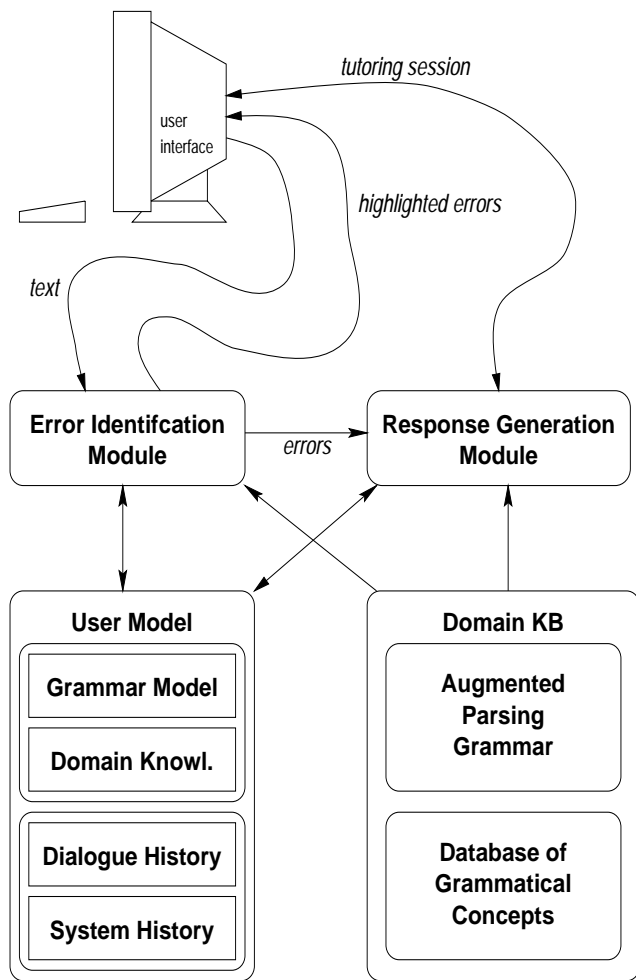 tutoring session
user
interface
highlighted errors
text
Error Identifcation
Module
errors
Response Generation
Module
User Model
Grammar Model
Domain Knowl.
Dialogue History
System History
Domain KB
Augmented
Parsing
Grammar
Database of
Grammatical
Concepts